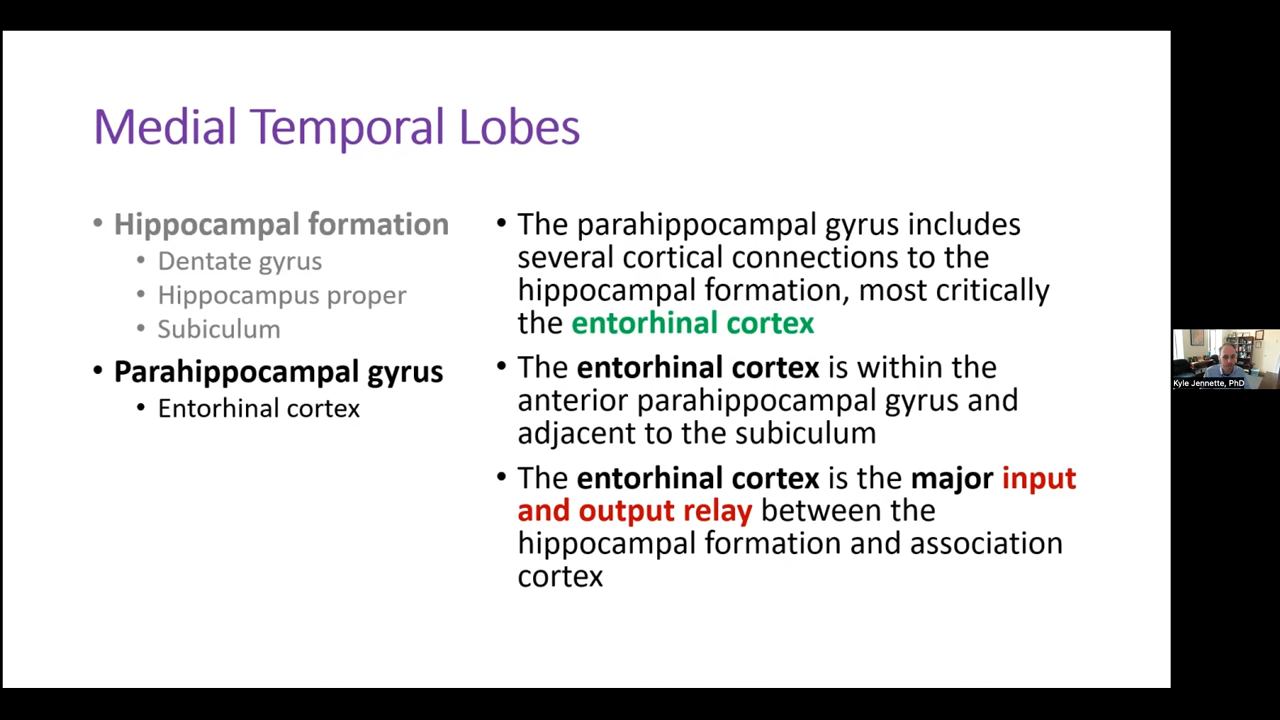 Medial Temporal Lobes
• Hippocampal formation
• Dentate gyrus
• Hippocampus proper
• Subiculum
• Parahippocampal gyrus
• Entorhinal cortex
• The parahippocampal gyrus includes
several cortical connections to the
hippocampal formation, most critically
the entorhinal cortex
• The entorhinal cortex is within the
anterior parahippocampal gyrus and
adjacent to the subiculum
• The entorhinal cortex is the major input
and output relay between the
hippocampal formation and association
cortex
Kyle Jennette, PhD